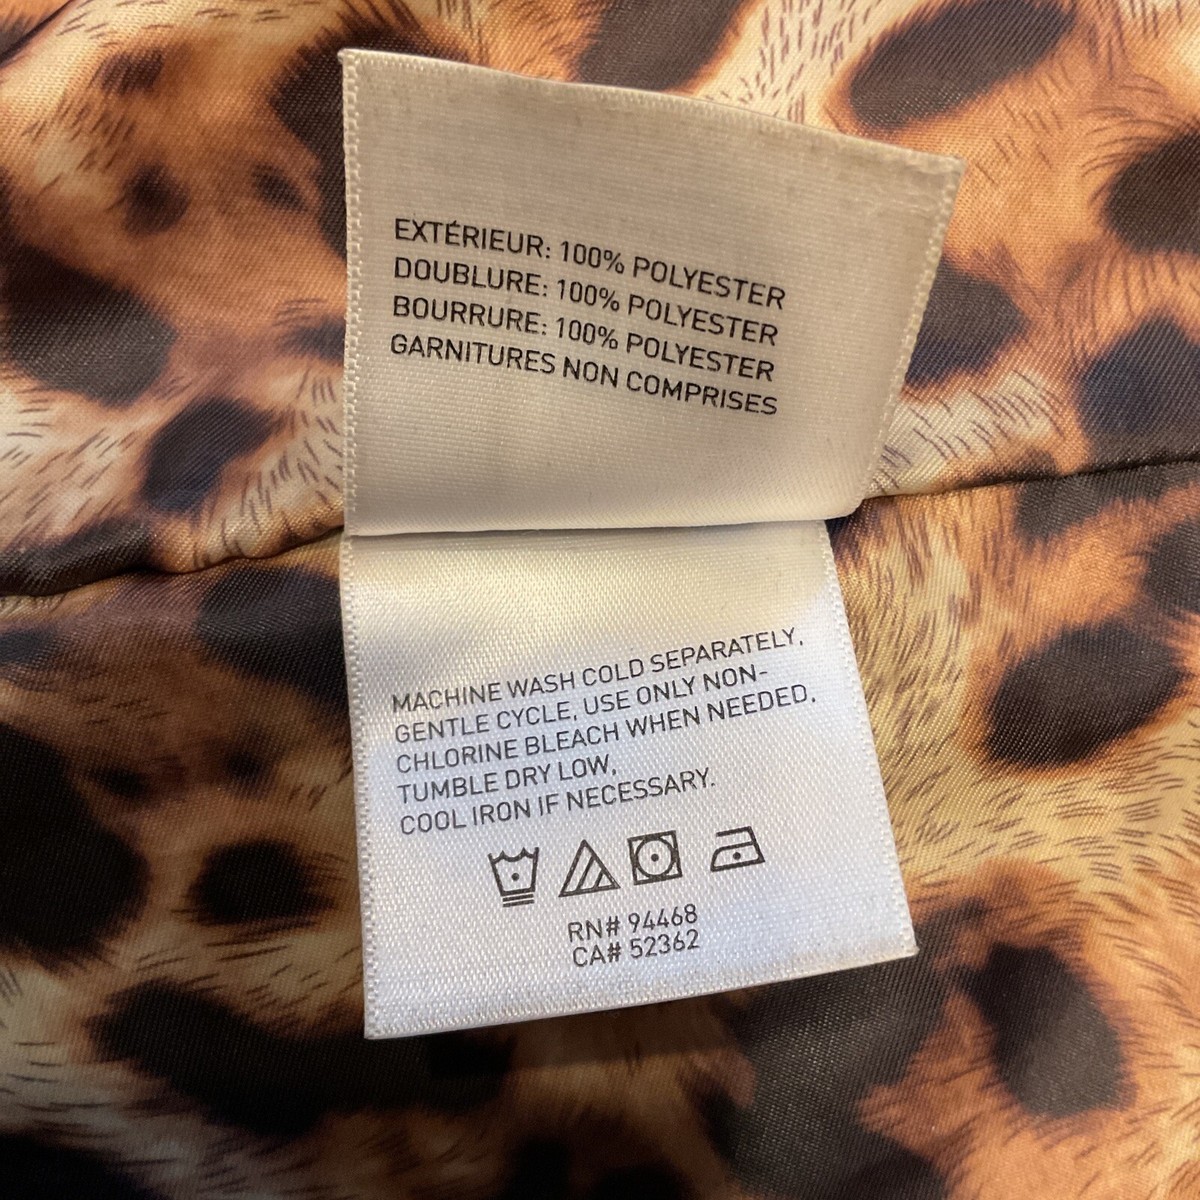 EXTÉRIEUR: 100% POLYESTER
DOUBLURE: 100% POLYESTER
BOURRURE: 100% POLYESTER
GARNITURES NON COMPRISES
MACHINE WASH COLD SEPARATELY,
GENTLE CYCLE, USE ONLY NON-
CHLORINE BLEACH WHEN NEEDED,
TUMBLE DRY LOW,
COOL IRON IF NECESSARY.
RN# 94468
CA# 52362